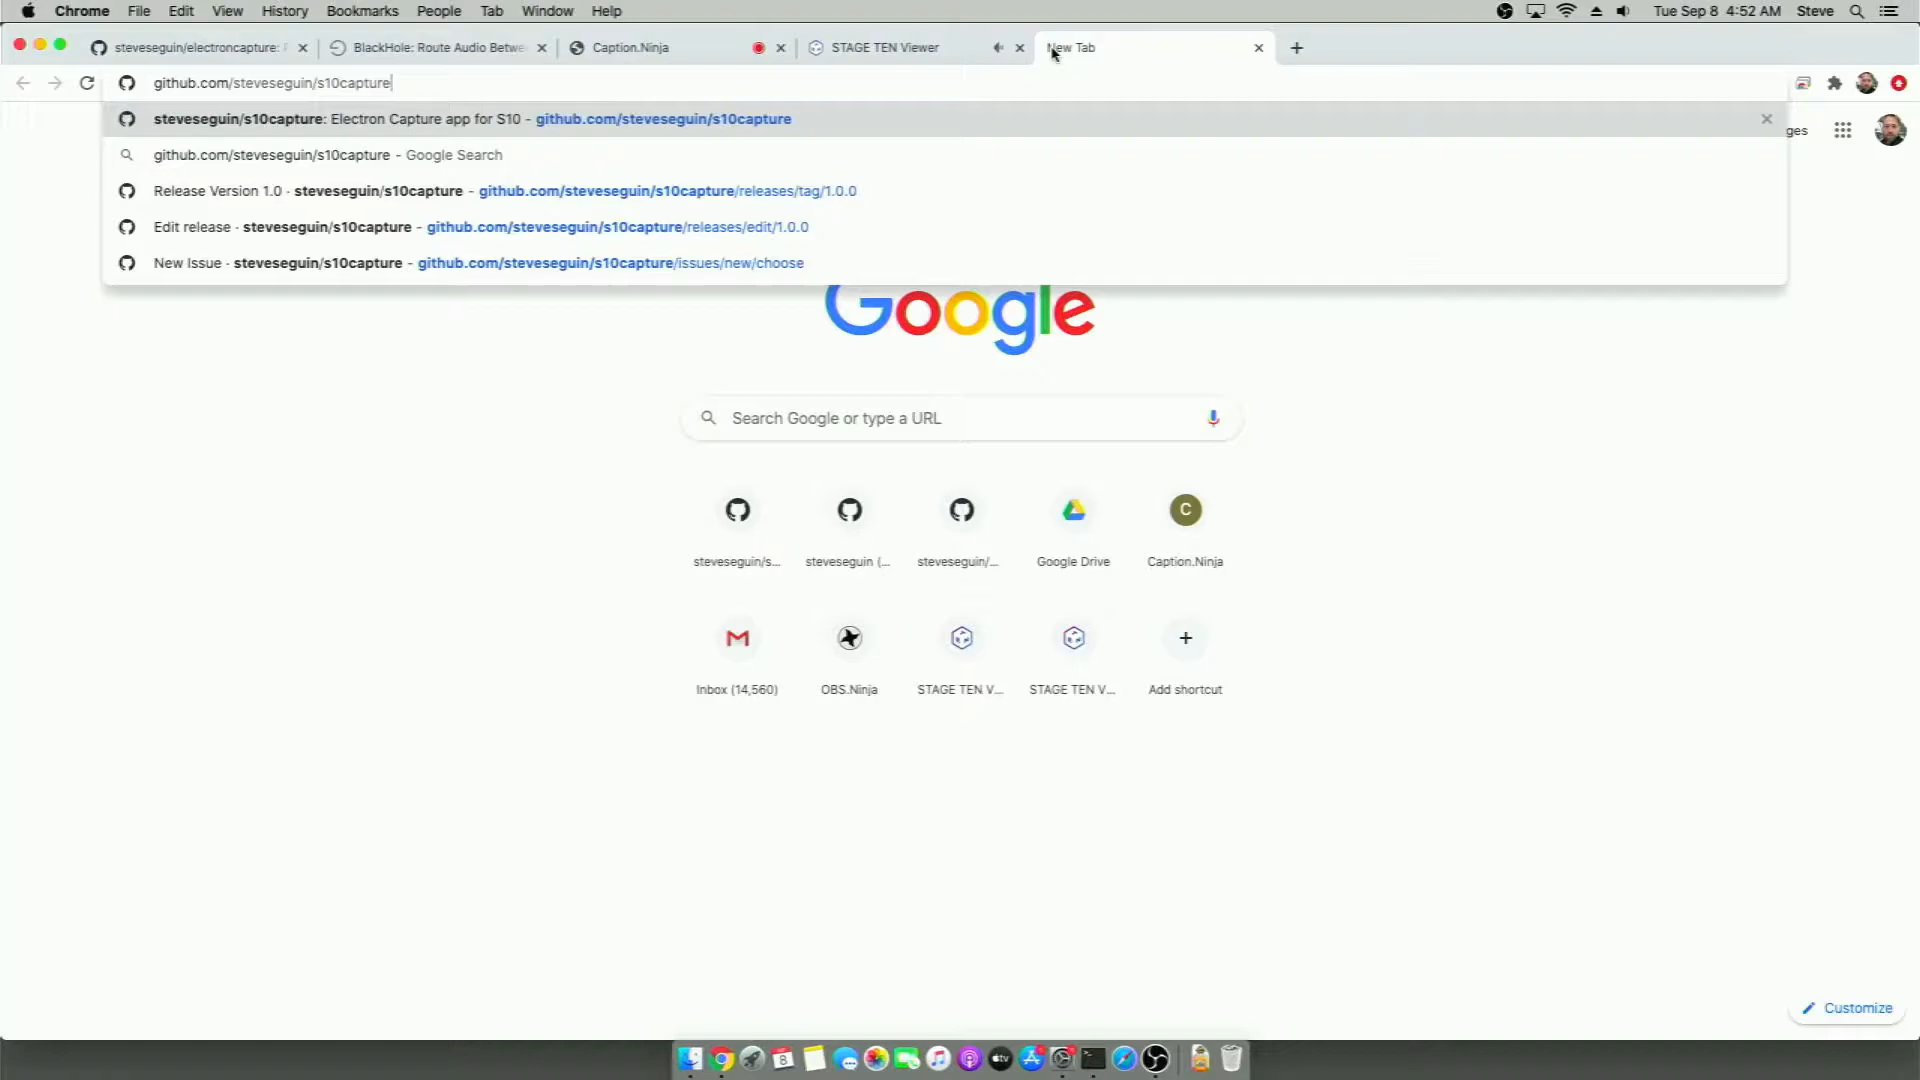 Chrome File Edit View History Bookmarks People Tab Window Help Tue Sep 8 4:52 AM Steve
steveseguin/electroncapture: BlackHole: Route Audio Betwe Caption.Ninja STAGE TEN Viewer New Tab
github.com/steveseguin/s10capture
steveseguin/s10capture: Electron Capture app for S10 - github.com/steveseguin/s10capture
github.com/steveseguin/s10capture - Google Search
ges
Release Version 1.0 · steveseguin/s10capture - github.com/steveseguin/s10capture/releases/tag/1.0.0
Edit release · steveseguin/s10capture - github.com/steveseguin/s10capture/releases/edit/1.0.0
New Issue · steveseguin/s10capture - github.com/steveseguin/s10capture/issues/new/choose
Google
Search Google or type a URL
C
steveseguin/s... steveseguin (... steveseguin/... Google Drive Caption.Ninja
Inbox (14,560) OBS.Ninja STAGE TEN V... STAGE TEN V... Add shortcut
Customize
8 tv